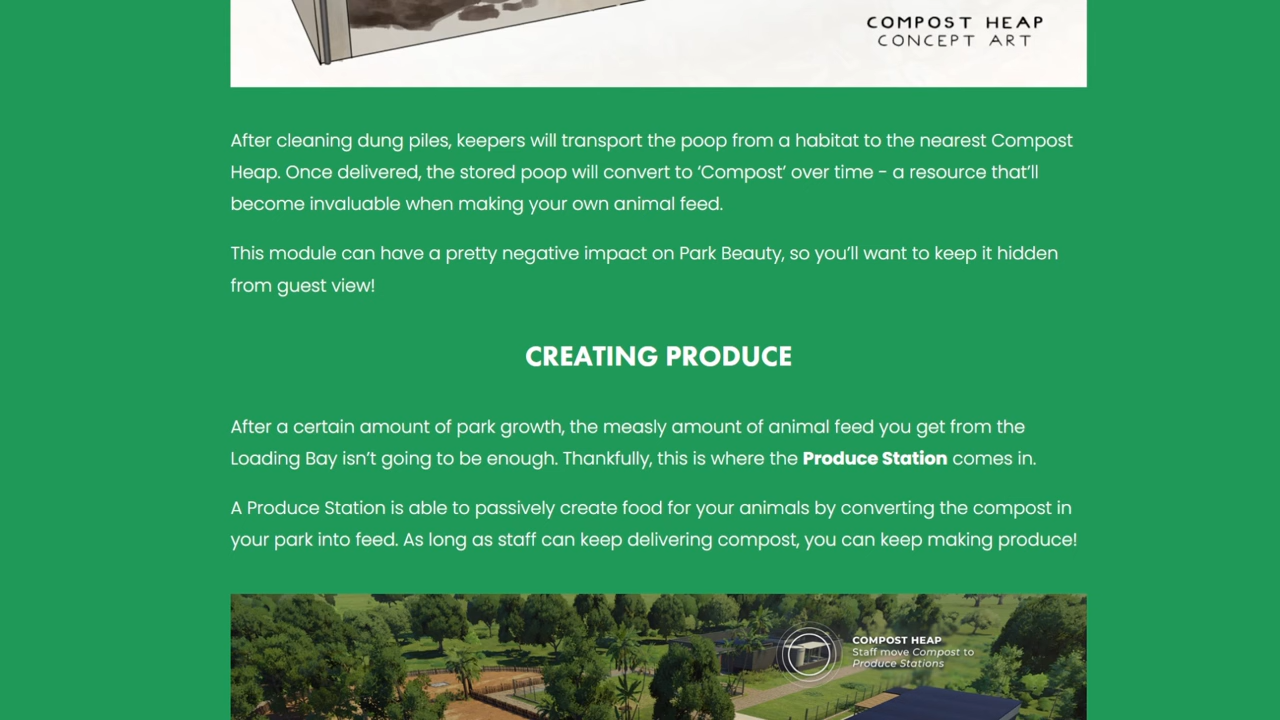 COMPOST HEAP
CONCEPT ART
After cleaning dung piles, keepers will transport the poop from a habitat to the nearest Compost
Heap. Once delivered, the stored poop will convert to ‘Compost’ over time - a resource that’ll
become invaluable when making your own animal feed.
This module can have a pretty negative impact on Park Beauty, so you’ll want to keep it hidden
from guest view!
CREATING PRODUCE
After a certain amount of park growth, the measly amount of animal feed you get from the
Loading Bay isn’t going to be enough. Thankfully, this is where the Produce Station comes in.
A Produce Station is able to passively create food for your animals by converting the compost in
your park into feed. As long as staff can keep delivering compost, you can keep making produce!
COMPOST HEAP
Staff move Compost to
Produce Stations